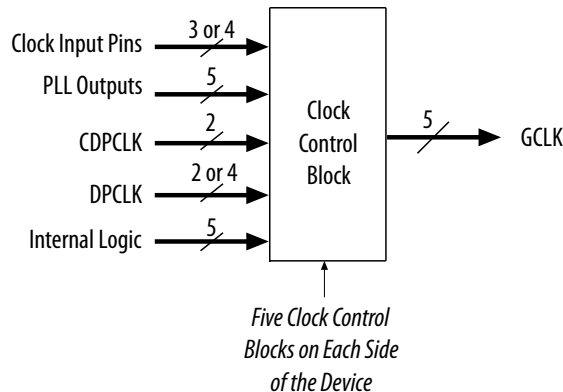 Clock Input Pins
3 or 4
PLL Outputs
5
CDPCLK
2
DPCLK
2 or 4
Internal Logic
5
Clock
Control
Block
5
GCLK
Five Clock Control
Blocks on Each Side
of the Device